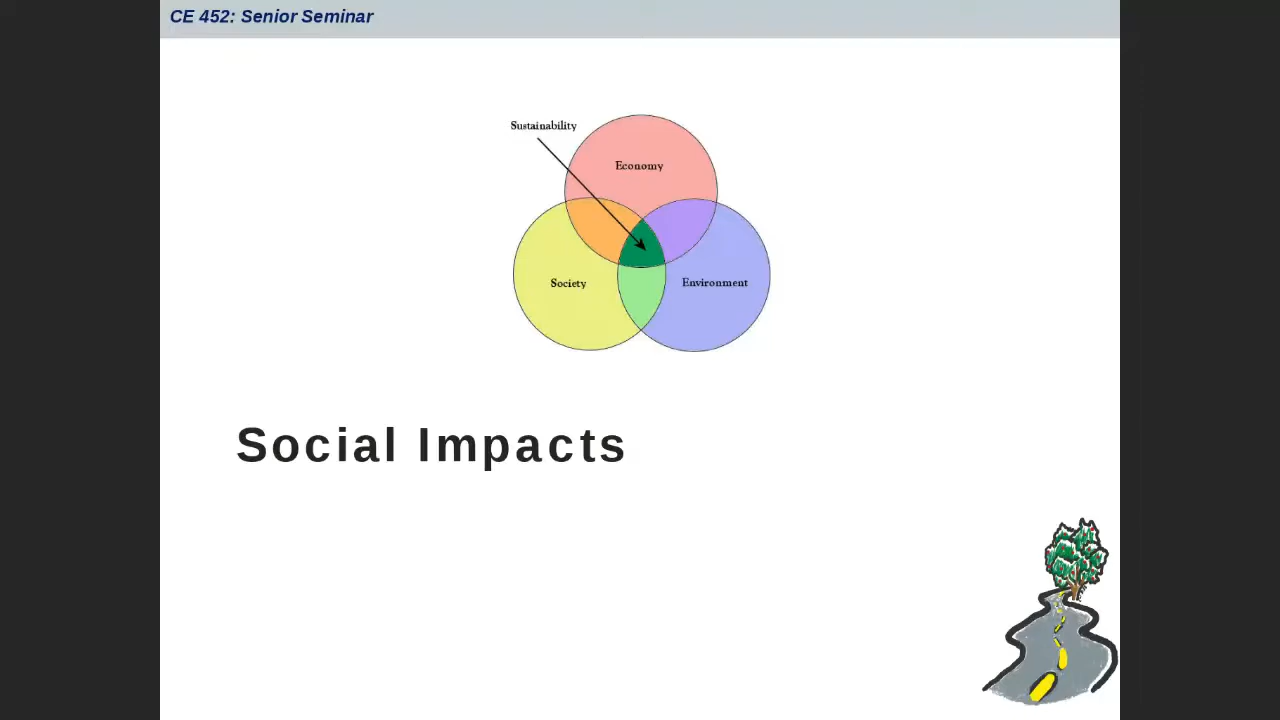 CE 452: Senior Seminar
Sustainability
Economy
Society
Environment
Social Impacts